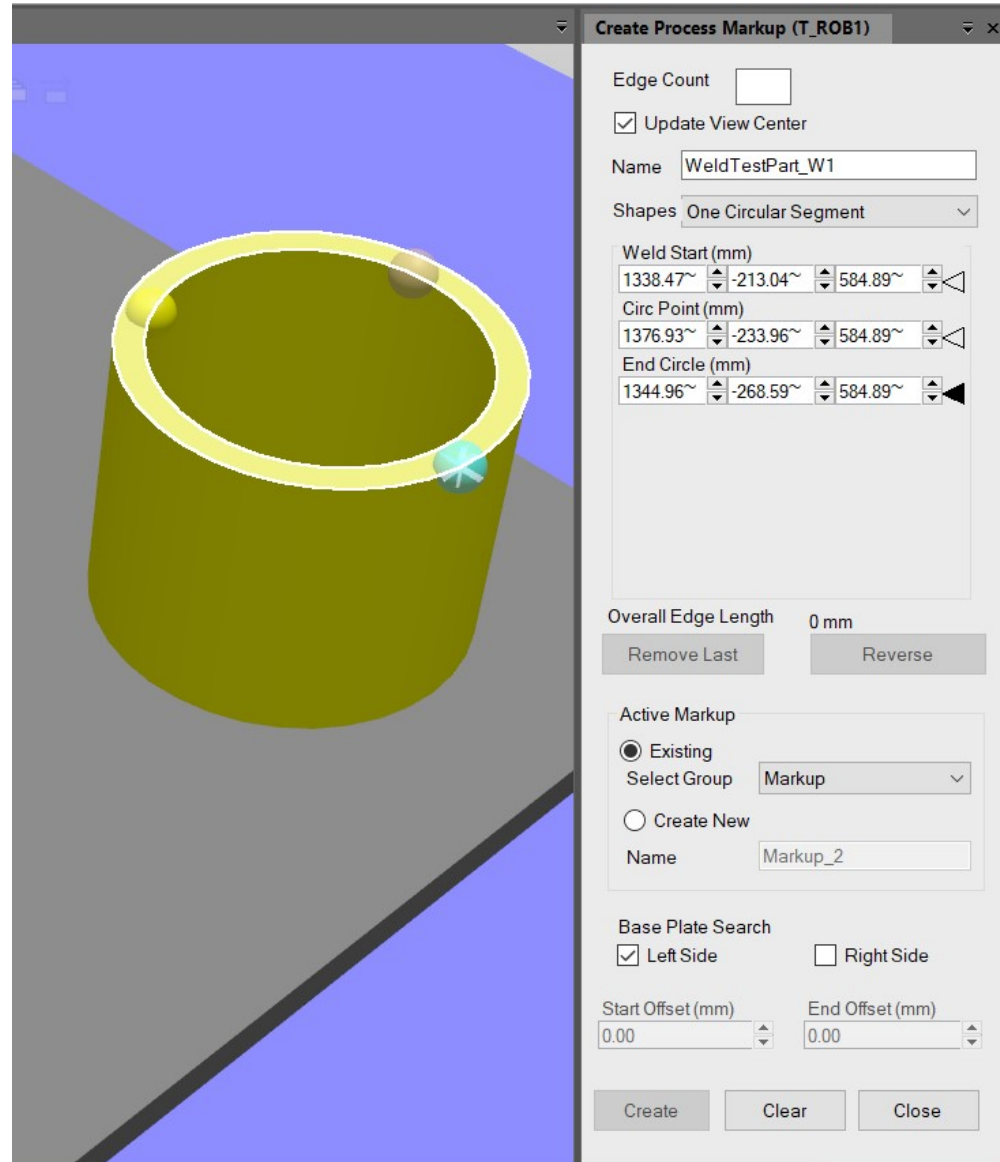 Create Process Markup (T_ROB1)
Edge Count
Update View Center
Name WeldTestPart_W1
Shapes One Circular Segment
Weld Start (mm)
1338.47~ -213.04~ 584.89~
Circ Point (mm)
1376.93~ -233.96~ 584.89~
End Circle (mm)
1344.96~ -268.59~ 584.89~
Overall Edge Length 0 mm
Remove Last Reverse
Active Markup
Existing
Select Group Markup
Create New
Name Markup_2
Base Plate Search
Left Side Right Side
Start Offset (mm) End Offset (mm)
0.00 0.00
Create Clear Close